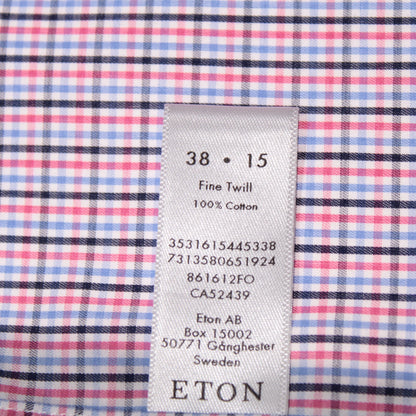 38 • 15
Fine Twill
100% Cotton
3531615445338
7313580651924
861612FO
CA52439
Eton AB
Box 15002
50771 Gånghester
Sweden
ETON